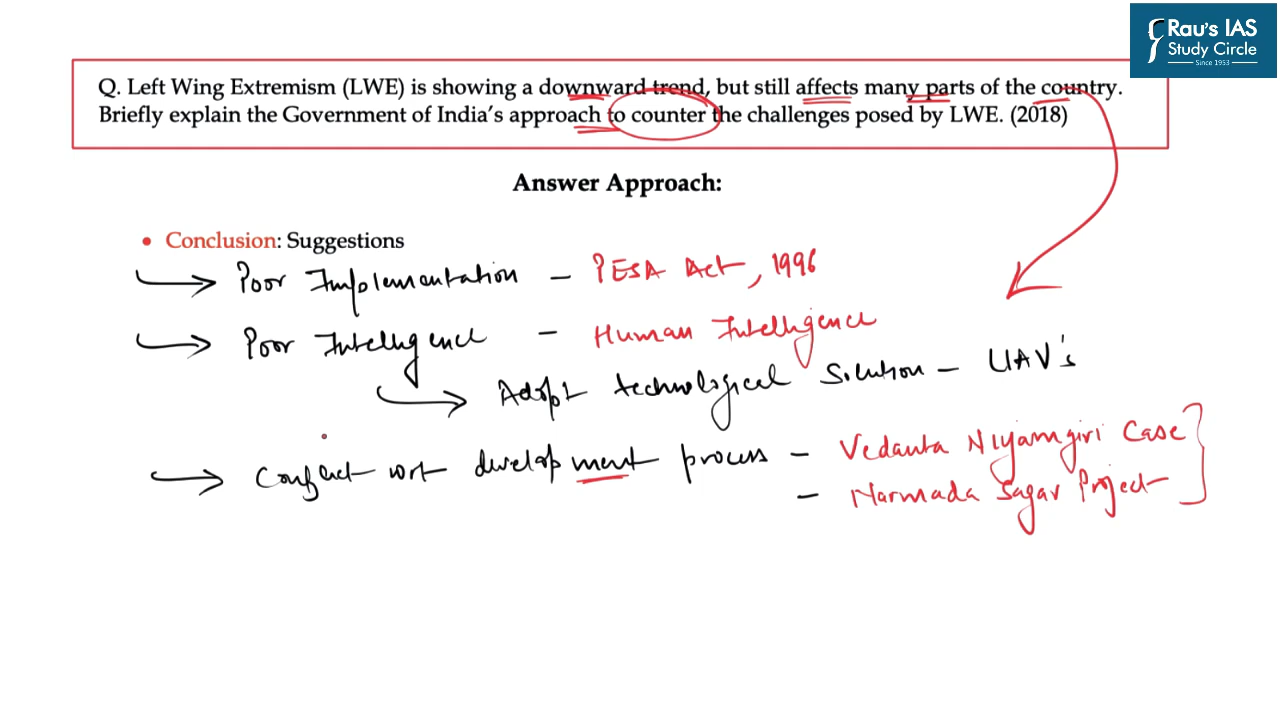 Rau's IAS
Study Circle
Since 1953
Q. Left Wing Extremism (LWE) is showing a downward trend, but still affects many parts of the country.
Briefly explain the Government of India's approach to counter the challenges posed by LWE. (2018)
Answer Approach:
• Conclusion: Suggestions
→ Poor Implementation - PESA Act, 1996
→ Poor Intelligence - Human Intelligence
→ Adopt technological Solution - UAV's
→ Conflict wrt development process - Vedanta Niyamgiri Case
- Narmada Sagar Project